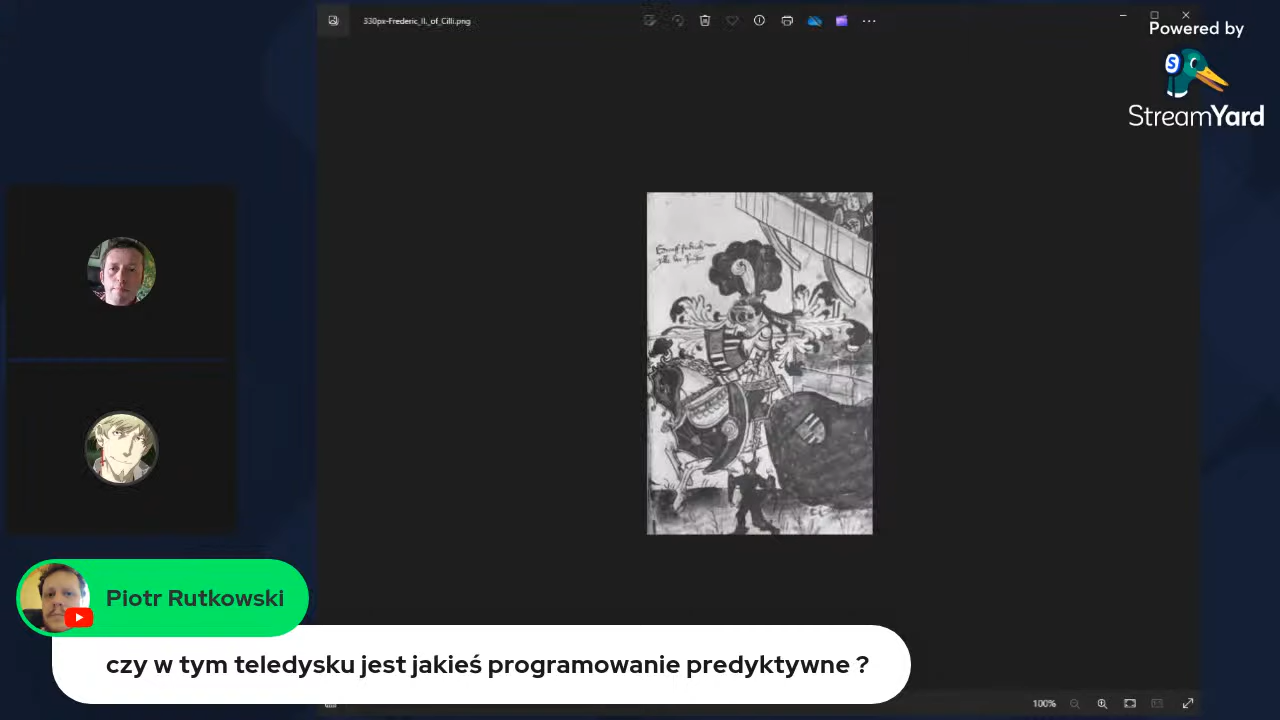 330px-Frederic_II._of_Cilli.png
Powered by
StreamYard
Piotr Rutkowski
czy w tym teledysku jest jakieś programowanie predyktywne ?
100%